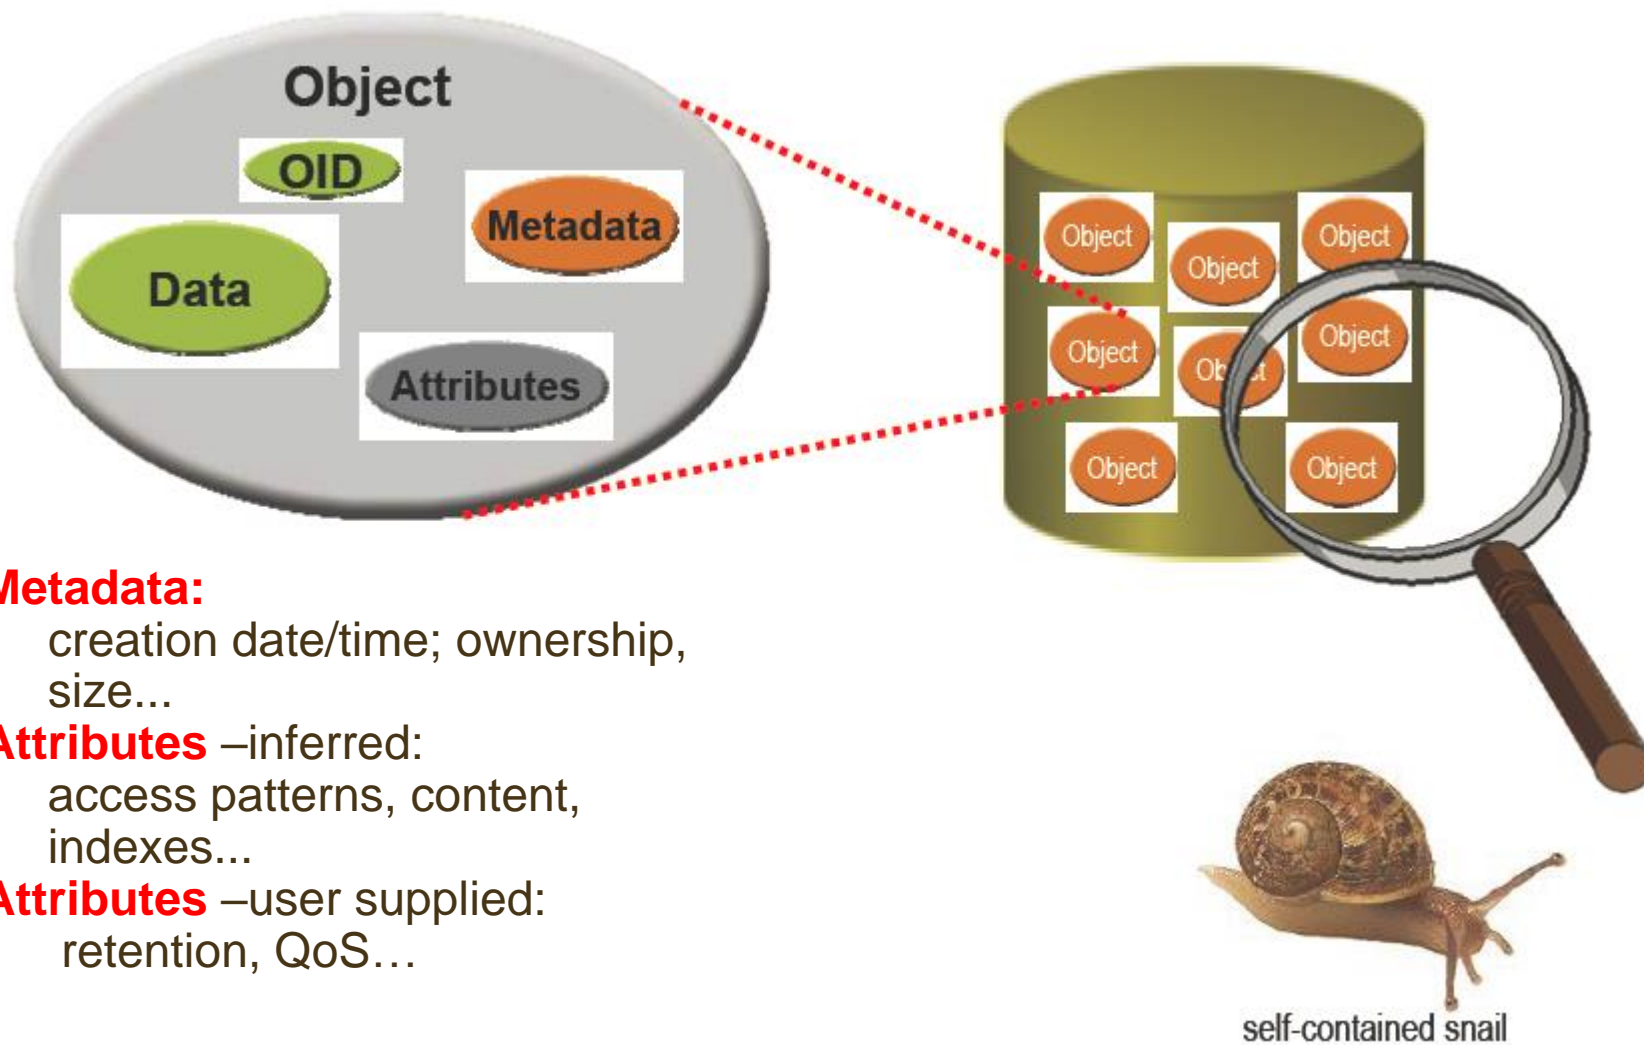 Object
OID
Metadata
Data
Attributes
Object
Object
Object
Object
Object
Object
Object
Object
Metadata:
creation date/time; ownership,
size...
Attributes –inferred:
access patterns, content,
indexes...
Attributes –user supplied:
retention, QoS…
self-contained snail